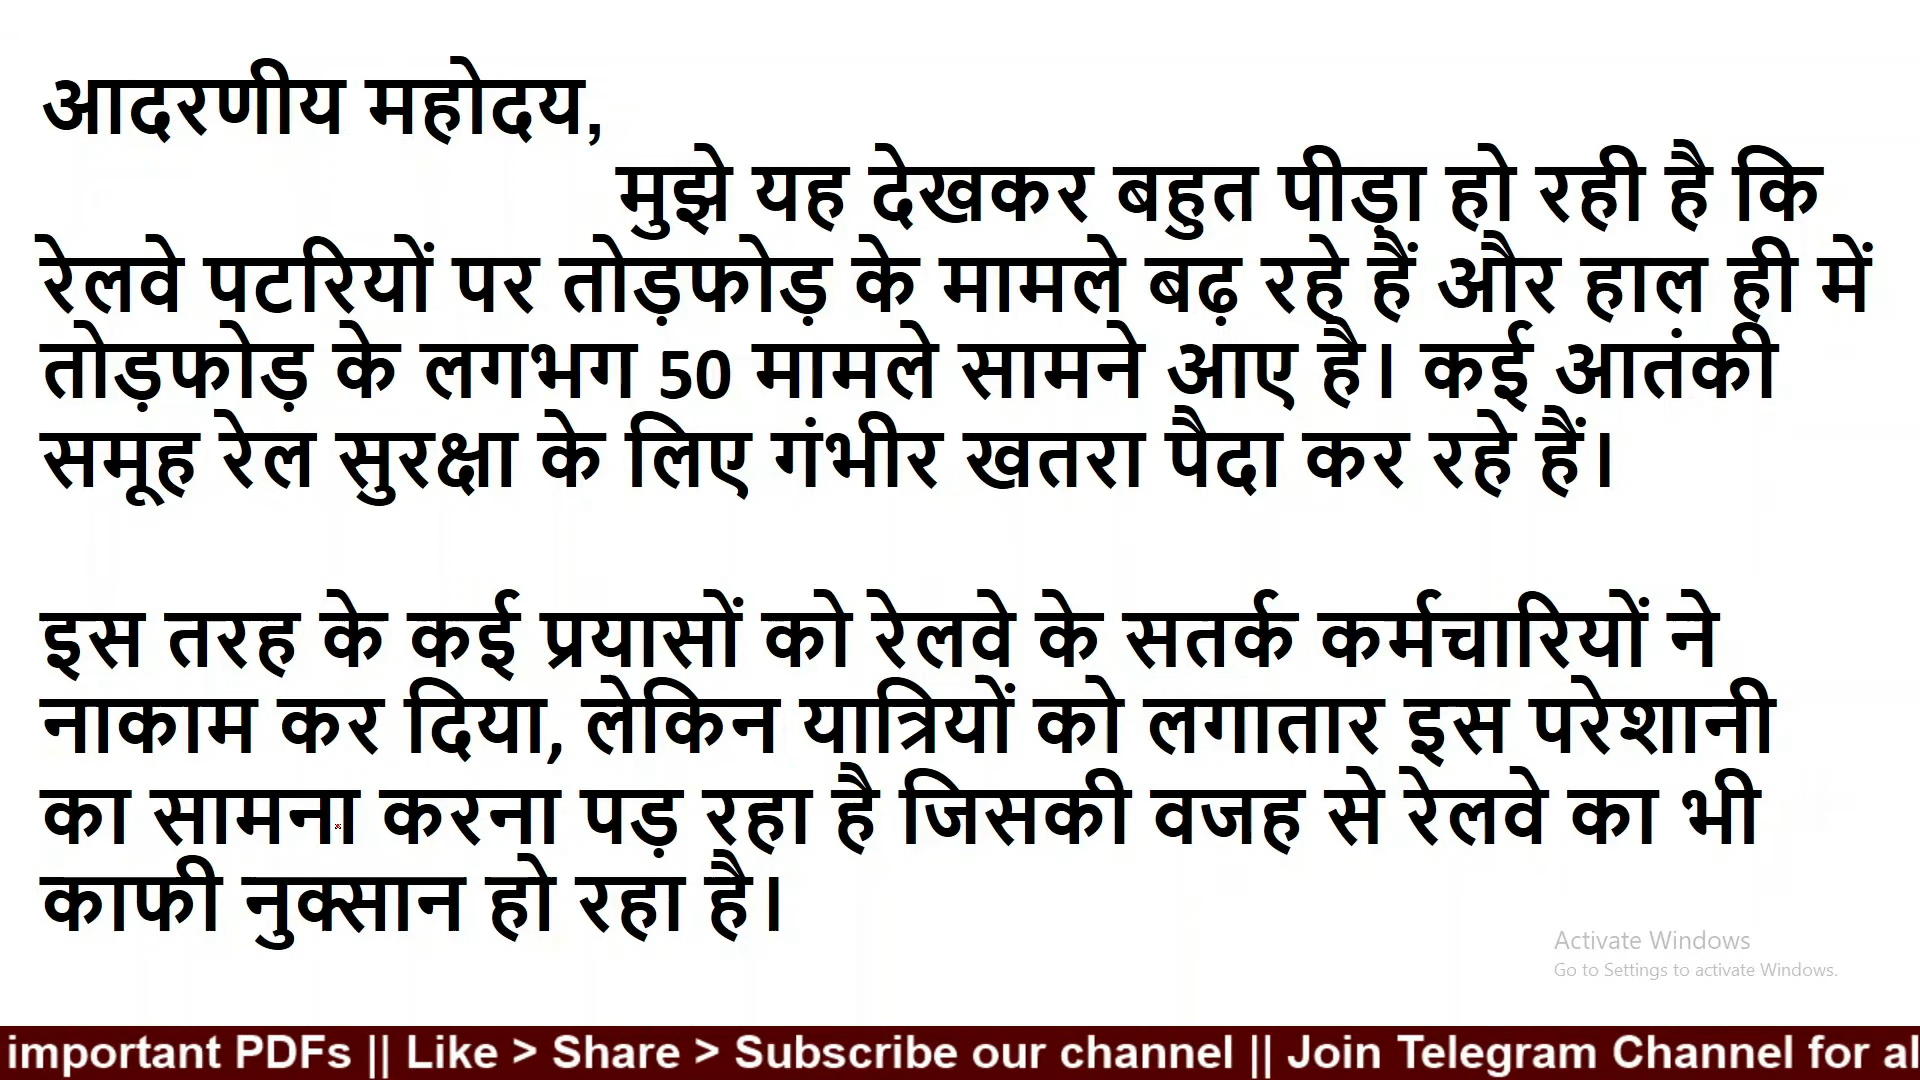 आदरणीय महोदय,
मुझे यह देखकर बहुत पीड़ा हो रही है कि
रेलवे पटरियों पर तोड़फोड़ के मामले बढ़ रहे हैं और हाल ही में
तोड़फोड़ के लगभग 50 मामले सामने आए है। कई आतंकी
समूह रेल सुरक्षा के लिए गंभीर खतरा पैदा कर रहे हैं।
इस तरह के कई प्रयासों को रेलवे के सतर्क कर्मचारियों ने
नाकाम कर दिया, लेकिन यात्रियों को लगातार इस परेशानी
का सामना करना पड़ रहा है जिसकी वजह से रेलवे का भी
काफी नुक्सान हो रहा है।
Activate Windows
Go to Settings to activate Windows.
important PDFs || Like > Share > Subscribe our channel || Join Telegram Channel for al